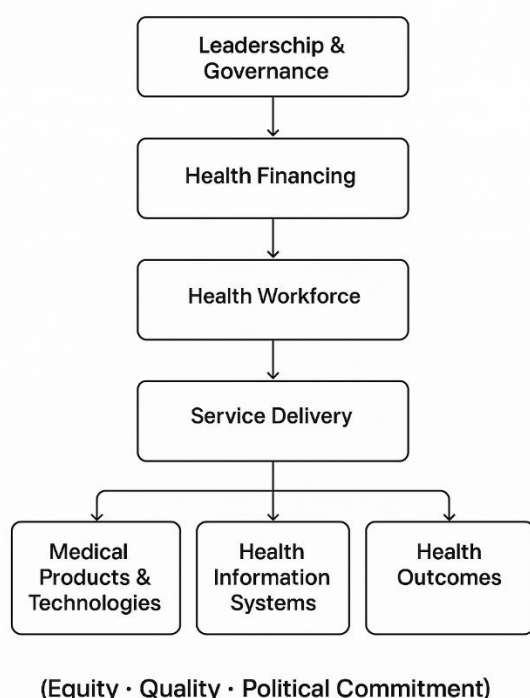 Leaderschip &
Governance
Health Financing
Health Workforce
Service Delivery
Medical
Products &
Technologies
Health
Information
Systems
Health
Outcomes
(Equity · Quality · Political Commitment)